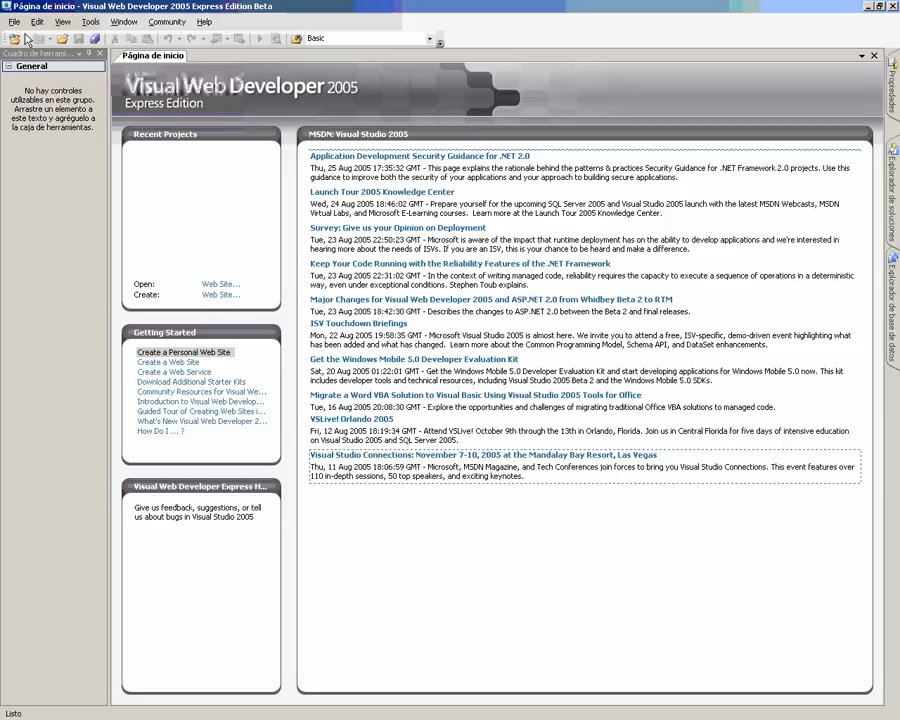 Página de inicio - Visual Web Developer 2005 Express Edition Beta
File Edit View Tools Window Community Help
Basic
Cuadro de herrami...
General
No hay controles
utilizables en este grupo.
Arrastre un elemento a
este texto y agréguelo a
la caja de herramientas.
Página de inicio
Visual Web Developer 2005
Express Edition
Recent Projects
Open: Web Site...
Create: Web Site...
Getting Started
Create a Personal Web Site
Create a Web Site
Create a Web Service
Download Additional Starter Kits
Community Resources for Visual We...
Introduction to Visual Web Develop...
Guided Tour of Creating Web Sites i...
What's New Visual Web Developer 2...
How Do I ... ?
Visual Web Developer Express H...
Give us feedback, suggestions, or tell
us about bugs in Visual Studio 2005
MSDN: Visual Studio 2005
Application Development Security Guidance for .NET 2.0
Thu, 25 Aug 2005 17:35:32 GMT - This page explains the rationale behind the patterns & practices Security Guidance for .NET Framework 2.0 projects. Use this
guidance to improve both the security of your applications and your approach to building secure applications.
Launch Tour 2005 Knowledge Center
Wed, 24 Aug 2005 18:46:02 GMT - Prepare yourself for the upcoming SQL Server 2005 and Visual Studio 2005 launch with the latest MSDN Webcasts, MSDN
Virtual Labs, and Microsoft E-Learning courses. Learn more at the Launch Tour 2005 Knowledge Center.
Survey: Give us your Opinion on Deployment
Tue, 23 Aug 2005 22:50:23 GMT - Microsoft is aware of the impact that runtime deployment has on the ability to develop applications and we're interested in
hearing more about the needs of ISVs. If you are an ISV, this is your chance to be heard and make a difference.
Keep Your Code Running with the Reliability Features of the .NET Framework
Tue, 23 Aug 2005 22:31:02 GMT - In the context of writing managed code, reliability requires the capacity to execute a sequence of operations in a deterministic
way, even under exceptional conditions. Stephen Toub explains.
Major Changes for Visual Web Developer 2005 and ASP.NET 2.0 from Whidbey Beta 2 to RTM
Tue, 23 Aug 2005 18:42:30 GMT - Describes the changes to ASP.NET 2.0 between the Beta 2 and final releases.
ISV Touchdown Briefings
Mon, 22 Aug 2005 19:58:35 GMT - Microsoft Visual Studio 2005 is almost here. We invite you to attend a free, ISV-specific, demo-driven event highlighting what
has been added and what has changed. Learn more about the Common Programming Model, Schema API, and DataSet enhancements.
Get the Windows Mobile 5.0 Developer Evaluation Kit
Sat, 20 Aug 2005 01:22:01 GMT - Get the Windows Mobile 5.0 Developer Evaluation Kit and start developing applications for Windows Mobile 5.0 now. This kit
includes developer tools and technical resources, including Visual Studio 2005 Beta 2 and the Windows Mobile 5.0 SDKs.
Migrate a Word VBA Solution to Visual Basic Using Visual Studio 2005 Tools for Office
Tue, 16 Aug 2005 20:08:30 GMT - Explore the opportunities and challenges of migrating traditional Office VBA solutions to managed code.
VSLive! Orlando 2005
Fri, 12 Aug 2005 18:19:34 GMT - Attend VSLive! October 9th through the 13th in Orlando, Florida. Join us in Central Florida for five days of intensive education
on Visual Studio 2005 and SQL Server 2005.
Visual Studio Connections: November 7-10, 2005 at the Mandalay Bay Resort, Las Vegas
Thu, 11 Aug 2005 18:06:59 GMT - Microsoft, MSDN Magazine, and Tech Conferences join forces to bring you Visual Studio Connections. This event features over
110 in-depth sessions, 50 top speakers, and exciting keynotes.
Propiedades
Explorador de soluciones
Explorador de base de datos
Listo